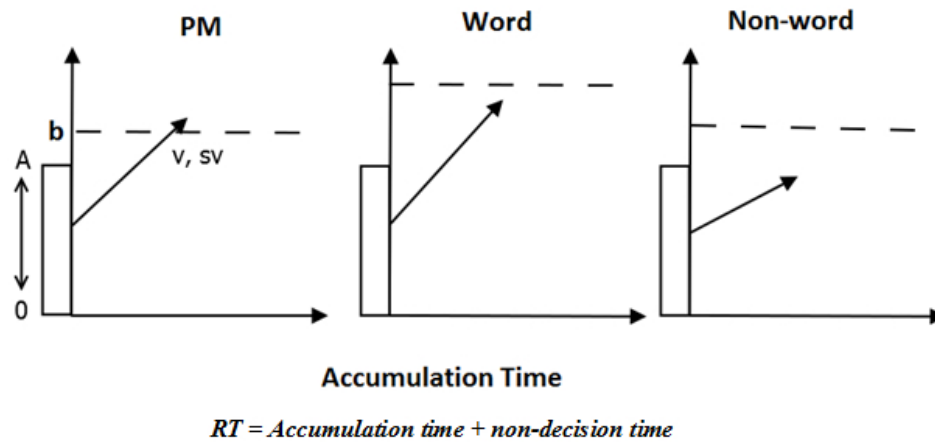 PM
Word
Non-word
b
A
v, sv
0
Accumulation Time
RT = Accumulation time + non-decision time